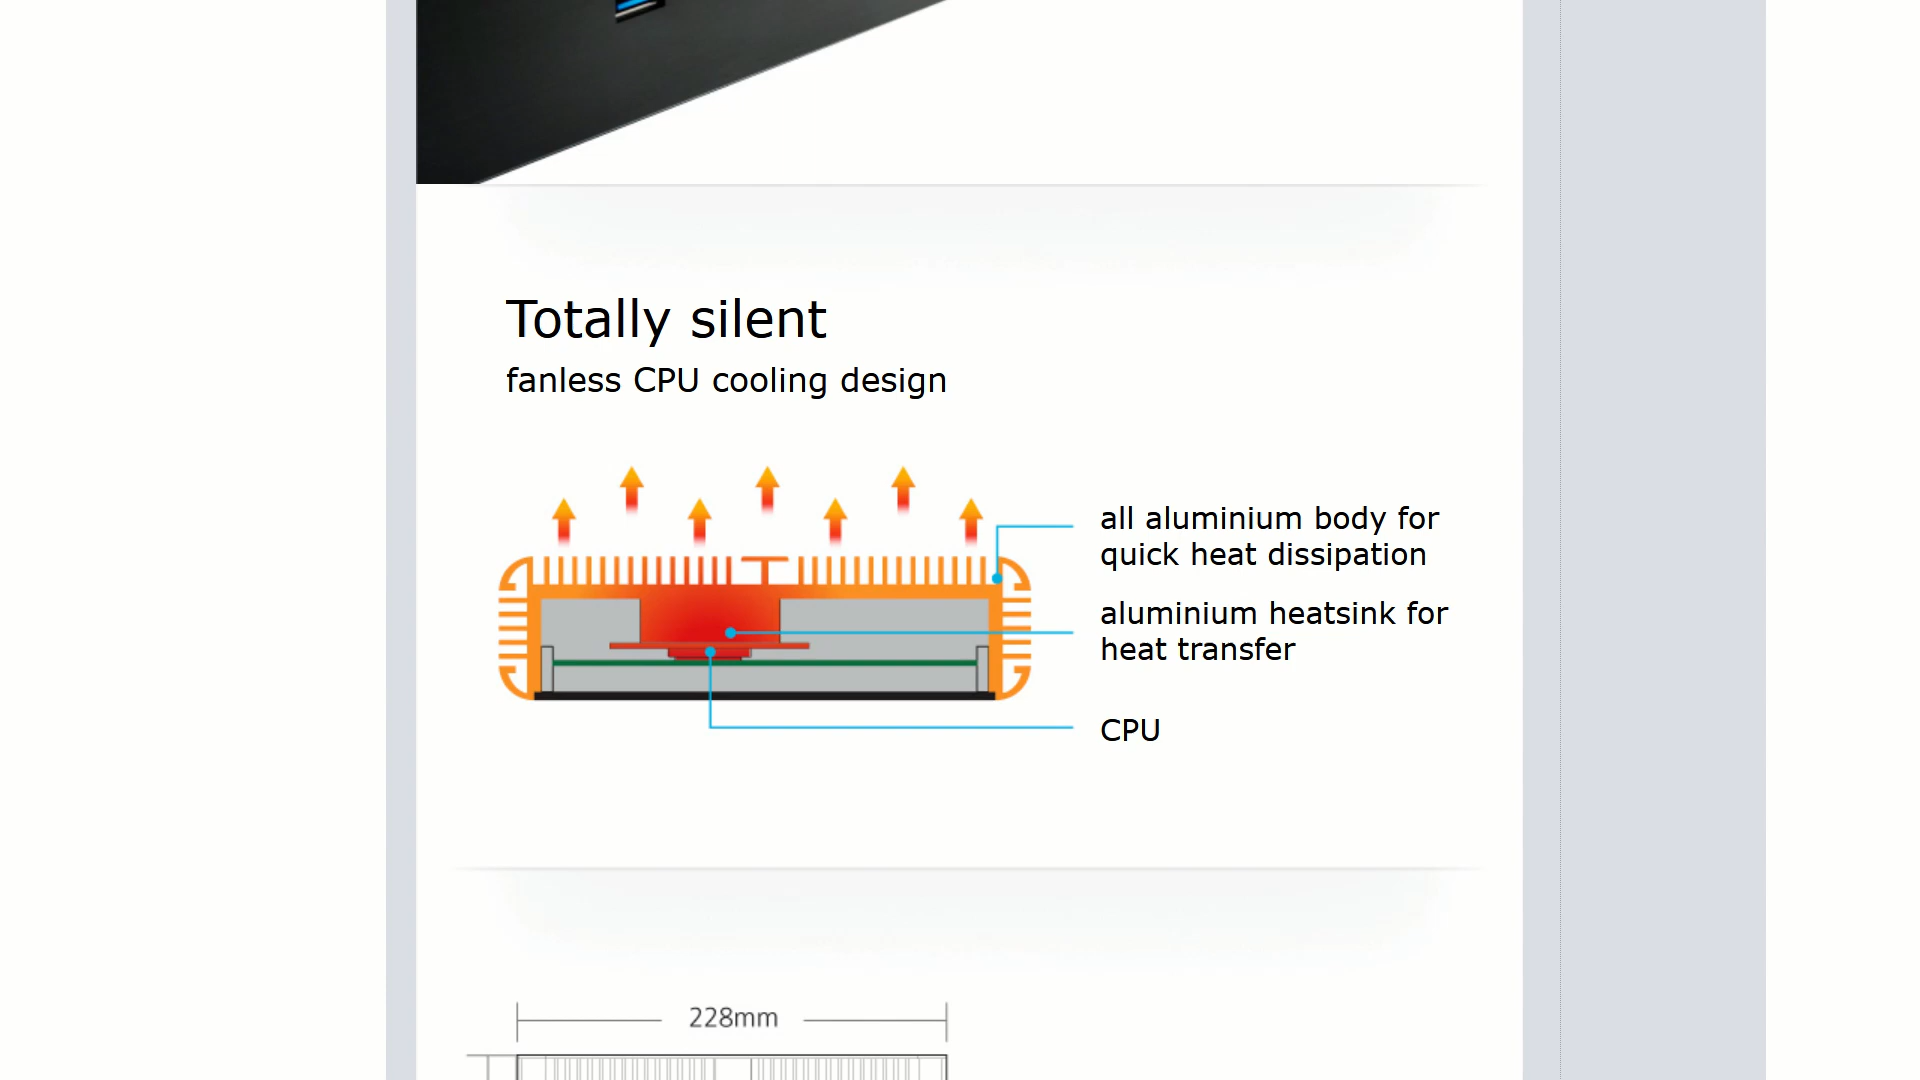 Totally silent
fanless CPU cooling design
all aluminium body for
quick heat dissipation
aluminium heatsink for
heat transfer
CPU
228mm